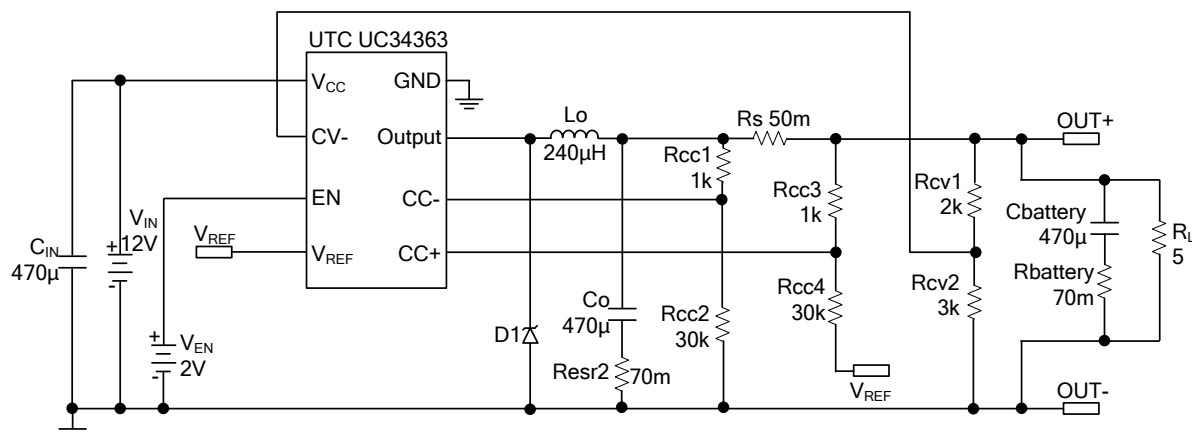 UTC UC34363
VCC
GND
CV-
Output
EN
CC-
VREF
CC+
VREF
CIN
470μ
VIN
12V
+
-
VEN
2V
+
-
Lo
240μH
D1
Co
470μ
Resr2
70m
Rcc1
1k
Rcc2
30k
Rs 50m
Rcc3
1k
Rcc4
30k
VREF
Rcv1
2k
Rcv2
3k
OUT+
Cbattery
470μ
Rbattery
70m
RL
5
OUT-